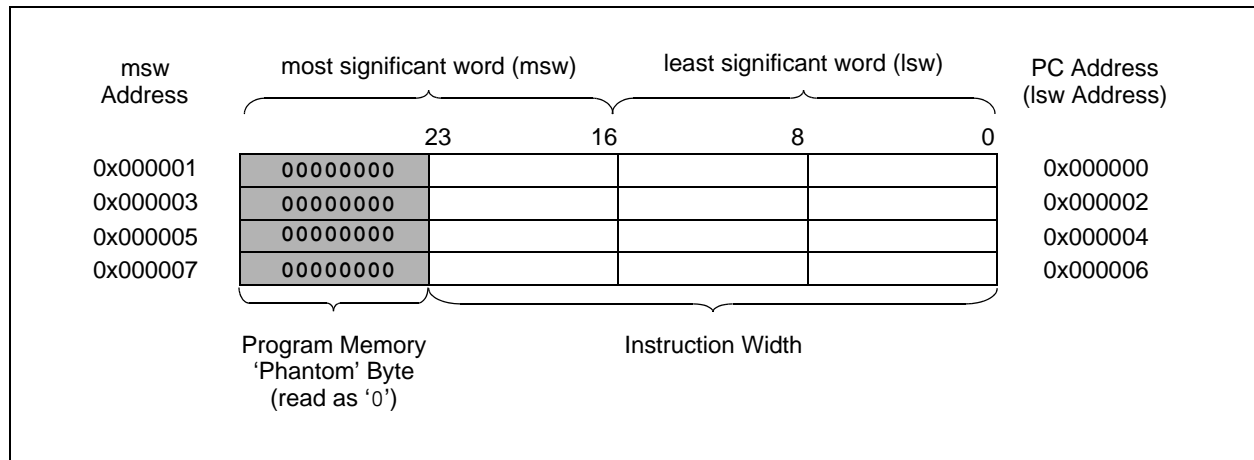 msw Address
most significant word (msw)
least significant word (lsw)
PC Address (lsw Address)
23 16 8 0
0x000001 00000000 0x000000
0x000003 00000000 0x000002
0x000005 00000000 0x000004
0x000007 00000000 0x000006
Program Memory
‘Phantom’ Byte
(read as ‘0’)
Instruction Width